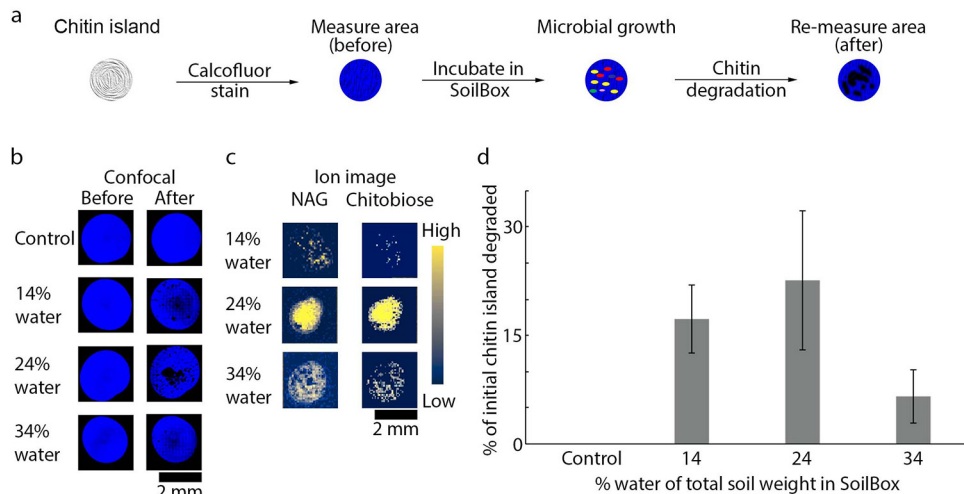 a
Chitin island
Calcofluor
stain
Measure area
(before)
Incubate in
SoilBox
Microbial growth
Chitin
degradation
Re-measure area
(after)
b
Confocal
Before After
Control
14%
water
24%
water
34%
water
2 mm
c
Ion image
NAG Chitobiose
14%
water
24%
water
34%
water
High
Low
2 mm
d
% of initial chitin island degraded
30
15
0
Control 14 24 34
% water of total soil weight in SoilBox